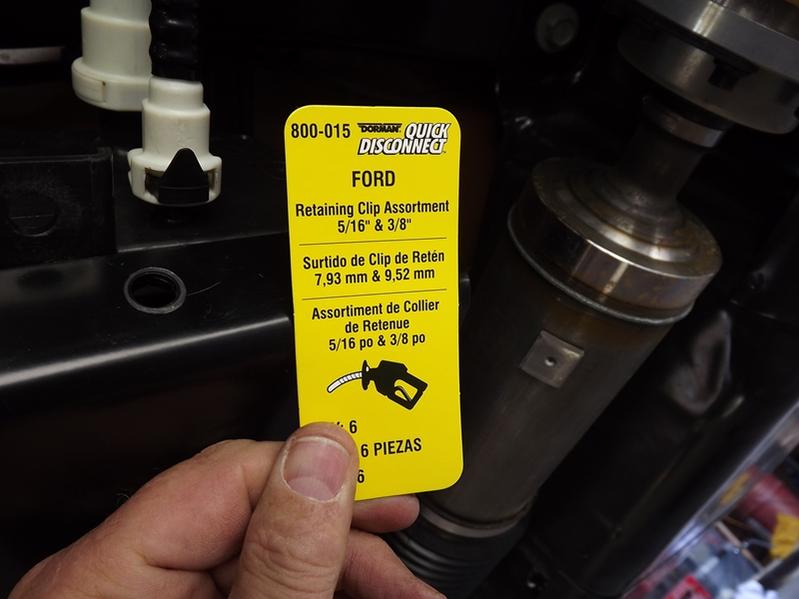 800-015 DORMAN QUICK
DISCONNECT
FORD
Retaining Clip Assortment
5/16" & 3/8"
Surtido de Clip de Retén
7,93 mm & 9,52 mm
Assortiment de Collier
de Retenue
5/16 po & 3/8 po
6
6 PIEZAS
6